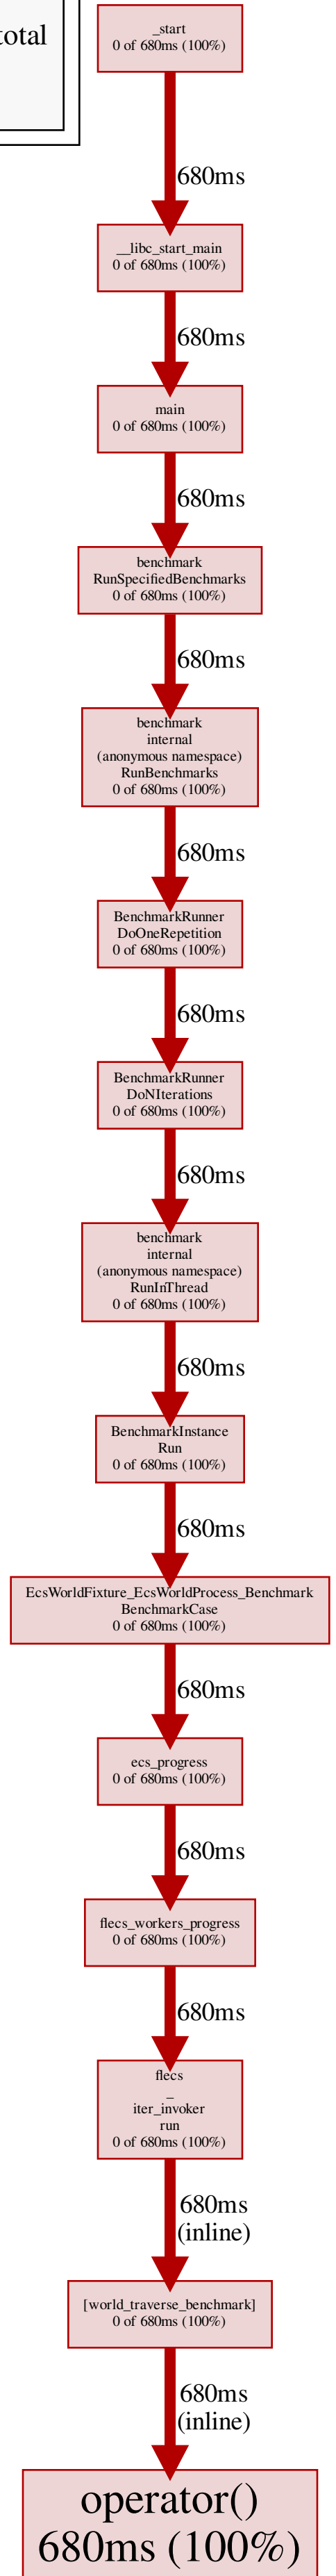 total
_start
0 of 680ms (100%)
680ms
__libc_start_main
0 of 680ms (100%)
680ms
main
0 of 680ms (100%)
680ms
benchmark
RunSpecifiedBenchmarks
0 of 680ms (100%)
680ms
benchmark
internal
(anonymous namespace)
RunBenchmarks
0 of 680ms (100%)
680ms
BenchmarkRunner
DoOneRepetition
0 of 680ms (100%)
680ms
BenchmarkRunner
DoNIterations
0 of 680ms (100%)
680ms
benchmark
internal
(anonymous namespace)
RunInThread
0 of 680ms (100%)
680ms
BenchmarkInstance
Run
0 of 680ms (100%)
680ms
EcsWorldFixture_EcsWorldProcess_Benchmark
BenchmarkCase
0 of 680ms (100%)
680ms
ecs_progress
0 of 680ms (100%)
680ms
flecs_workers_progress
0 of 680ms (100%)
680ms
flecs
_
iter_invoker
run
0 of 680ms (100%)
680ms
(inline)
[world_traverse_benchmark]
0 of 680ms (100%)
680ms
(inline)
operator()
680ms (100%)